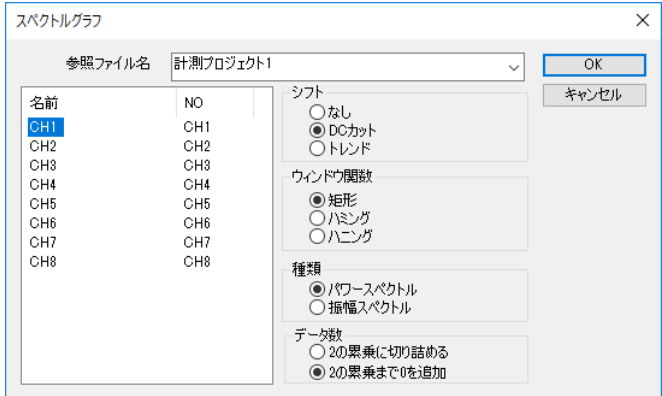 スペクトルグラフ
参照ファイル名
計測プロジェクト1
OK
キャンセル
名前 NO
CH1 CH1
CH2 CH2
CH3 CH3
CH4 CH4
CH5 CH5
CH6 CH6
CH7 CH7
CH8 CH8
シフト
なし
DCカット
トレンド
ウィンドウ関数
矩形
ハミング
ハニング
種類
パワースペクトル
振幅スペクトル
データ数
2の累乗に切り詰める
2の累乗まで0を追加